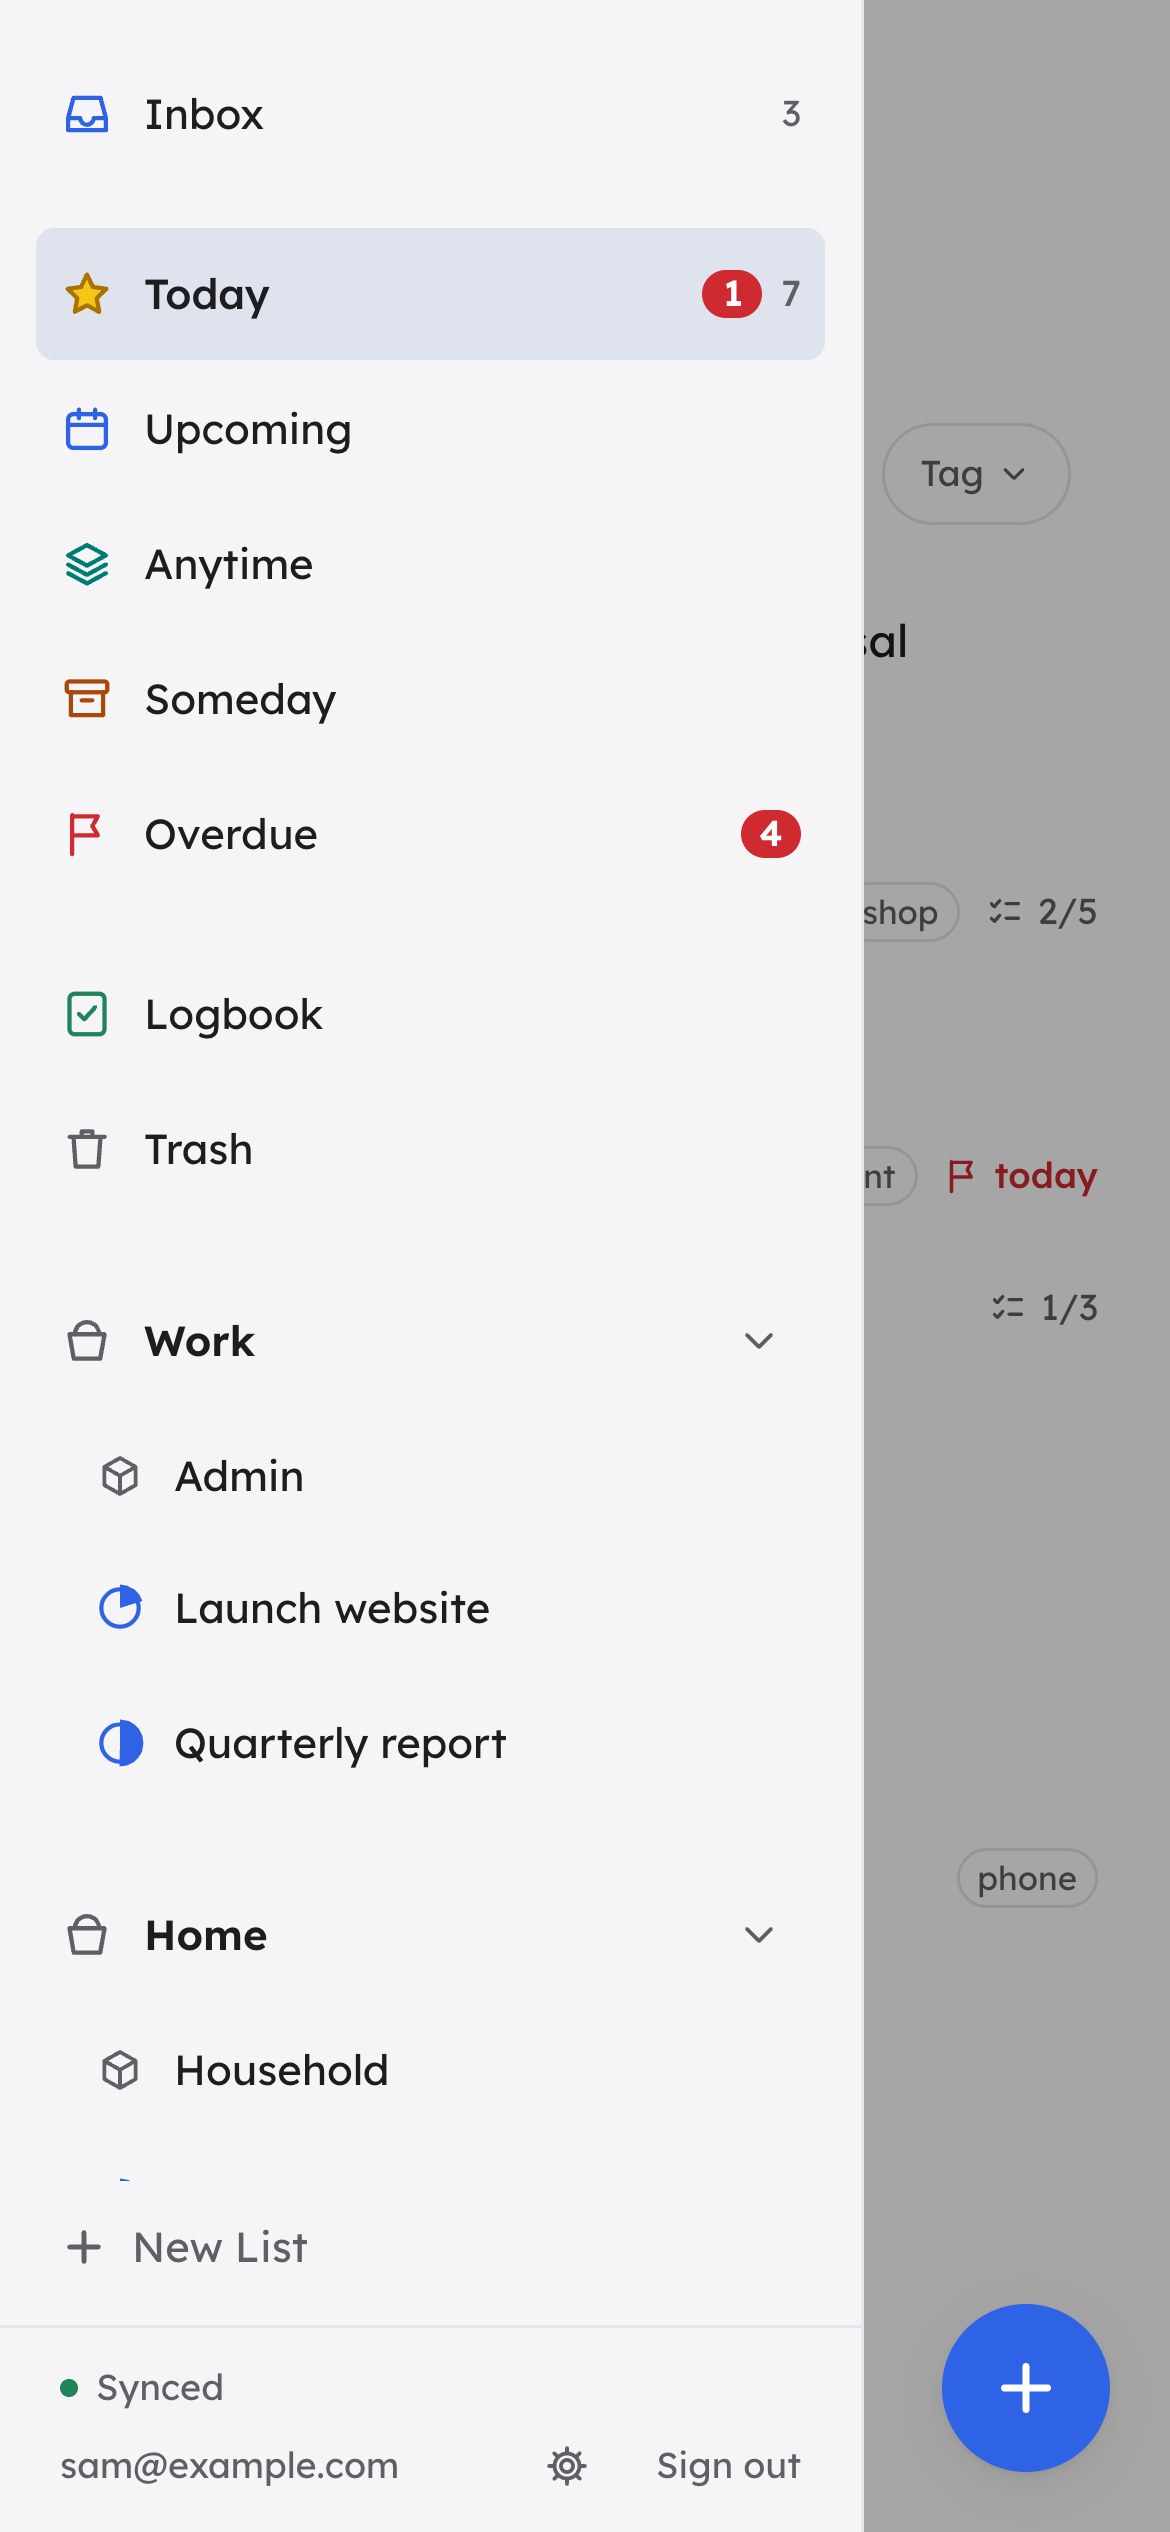 Inbox 3
Today 1 7
Upcoming
Tag
Anytime
sal
Someday
Overdue 4
shop 2/5
Logbook
Trash
nt today
1/3
Work
Admin
Launch website
Quarterly report
phone
Home
Household
New List
Synced
sam@example.com Sign out